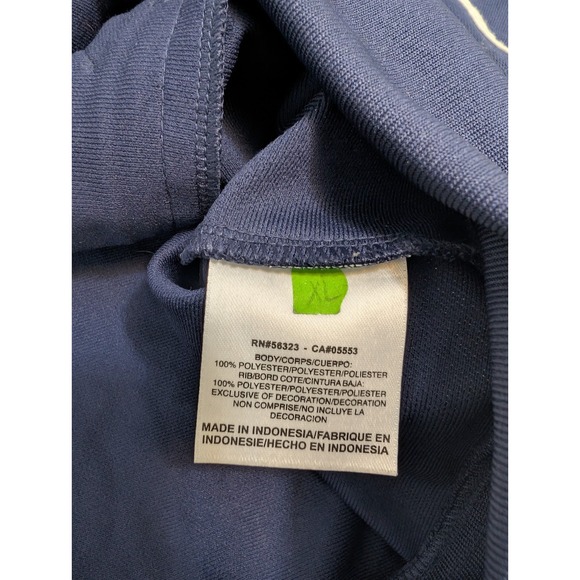 XL
RN#56323 - CA#05553
BODY/CORPS/CUERPO:
100% POLYESTER/POLYESTER/POLIESTER
RIB/BORD COTE/CINTURA BAJA:
100% POLYESTER/POLYESTER/POLIESTER
EXCLUSIVE OF DECORATION/DECORATION
NON COMPRISE/NO INCLUYE LA
DECORACION
MADE IN INDONESIA/FABRIQUE EN
INDONESIE/HECHO EN INDONESIA